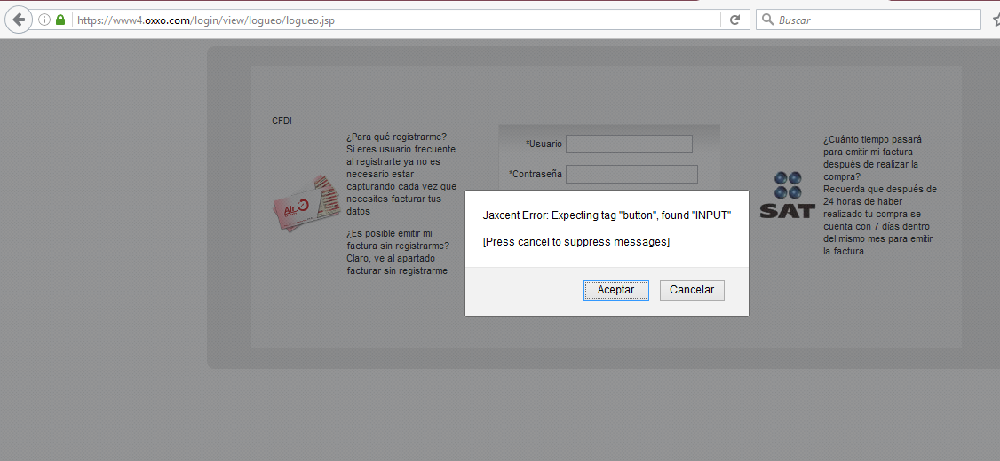 https://www4.oxxo.com/login/view/logueo/logueo.jsp
Buscar
CFDI
¿Para qué registrarme?
Si eres usuario frecuente
al registrarte ya no es
necesario estar
capturando cada vez que
necesites facturar tus
datos
¿Es posible emitir mi
factura sin registrarme?
Claro, ve al apartado
facturar sin registrarme
Air
*Usuario
*Contraseña
Jaxcent Error: Expecting tag "button", found "INPUT"
[Press cancel to suppress messages]
Aceptar
Cancelar
SAT
¿Cuánto tiempo pasará
para emitir mi factura
después de realizar la
compra?
Recuerda que después de
24 horas de haber
realizado tu compra se
cuenta con 7 días dentro
del mismo mes para emitir
la factura